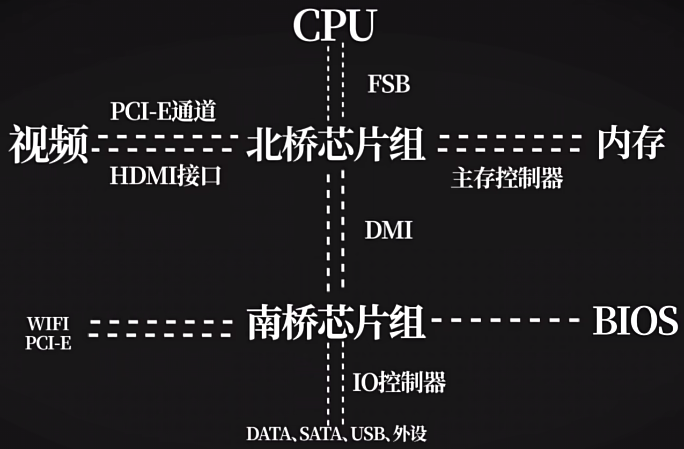 CPU
FSB
PCI-E通道
视频
北桥芯片组
内存
HDMI接口
主存控制器
DMI
WIFI
PCI-E
南桥芯片组
BIOS
IO控制器
DATA、SATA、USB、外设